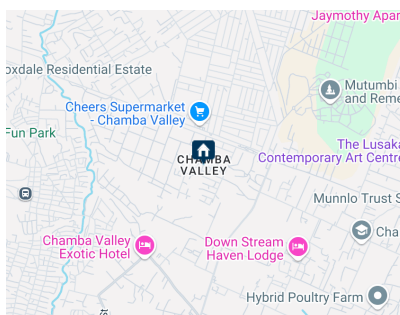 Jaymothy Apar
oxdale Residential Estate
Mutumbi
and Reme
Cheers Supermarket
- Chamba Valley
Fun Park
The Lusaka
Contemporary Art Centre
CHAMBA
VALLEY
Munnlo Trust S
Cha
Chamba Valley
Exotic Hotel
Down Stream
Haven Lodge
Hybrid Poultry Farm